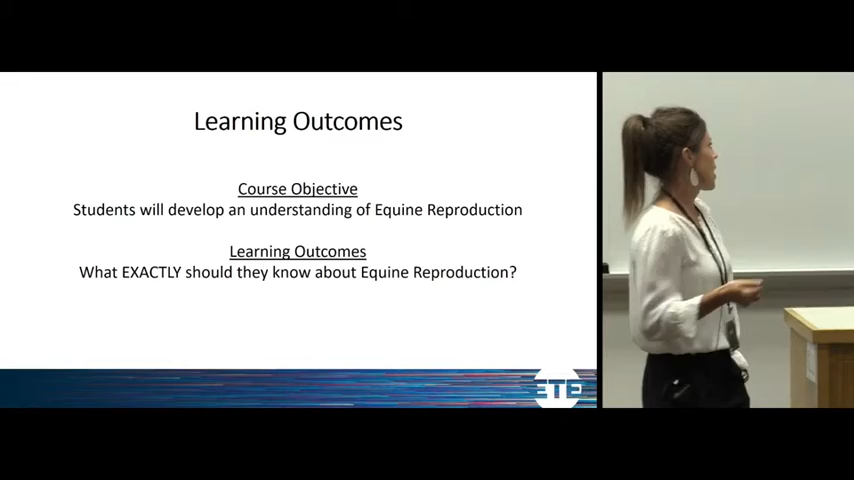 Learning Outcomes
Course Objective
Students will develop an understanding of Equine Reproduction
Learning Outcomes
What EXACTLY should they know about Equine Reproduction?
ETE